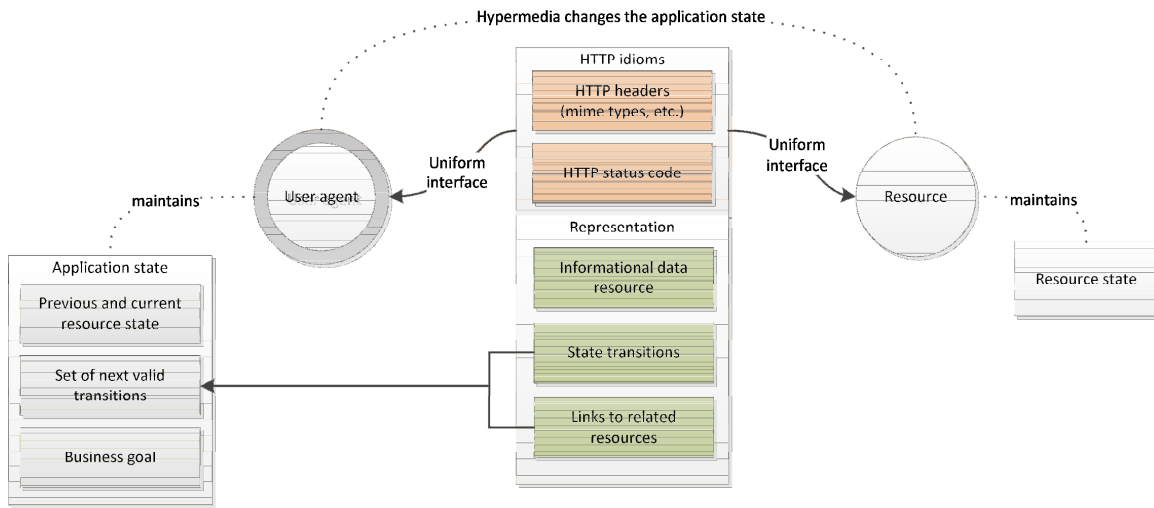 Hypermedia changes the application state
HTTP idioms
HTTP headers
(mime types, etc.)
HTTP status code
Uniform
interface
Uniform
interface
User agent
Resource
maintains
maintains
Application state
Previous and current
resource state
Set of next valid
transitions
Business goal
Representation
Informational data
resource
State transitions
Links to related
resources
Resource state